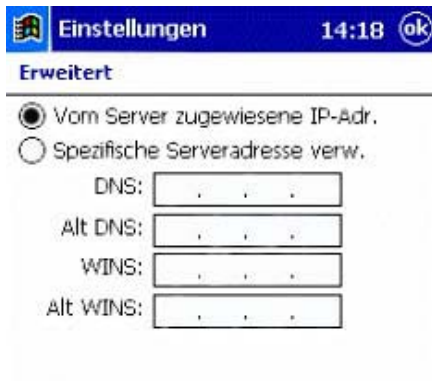 Einstellungen 14:18 ok
Erweitert
Vom Server zugewiesene IP-Adr.
Spezifische Serveradresse verw.
DNS: . . .
Alt DNS: . . .
WINS: . . .
Alt WINS: . . .